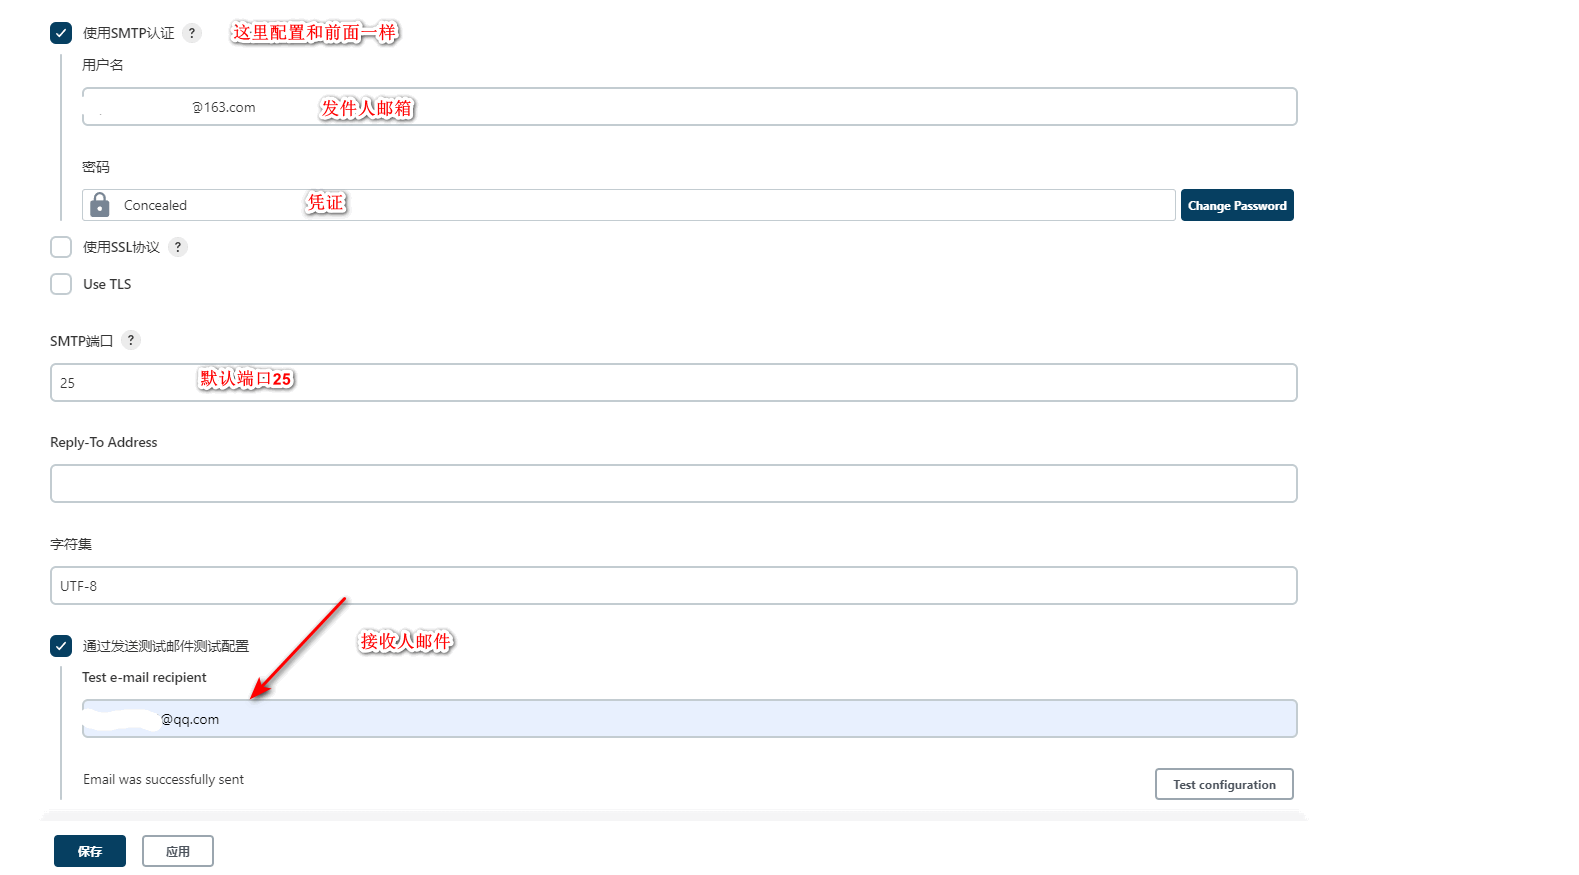 使用SMTP认证 ? 这里配置和前面一样
用户名
@163.com 发件人邮箱
密码
Concealed 凭证 Change Password
使用SSL协议 ?
Use TLS
SMTP端口 ?
25 默认端口25
Reply-To Address
字符集
UTF-8
通过发送测试邮件测试配置 接收人邮件
Test e-mail recipient
@qq.com
Email was successfully sent
Test configuration
保存 应用